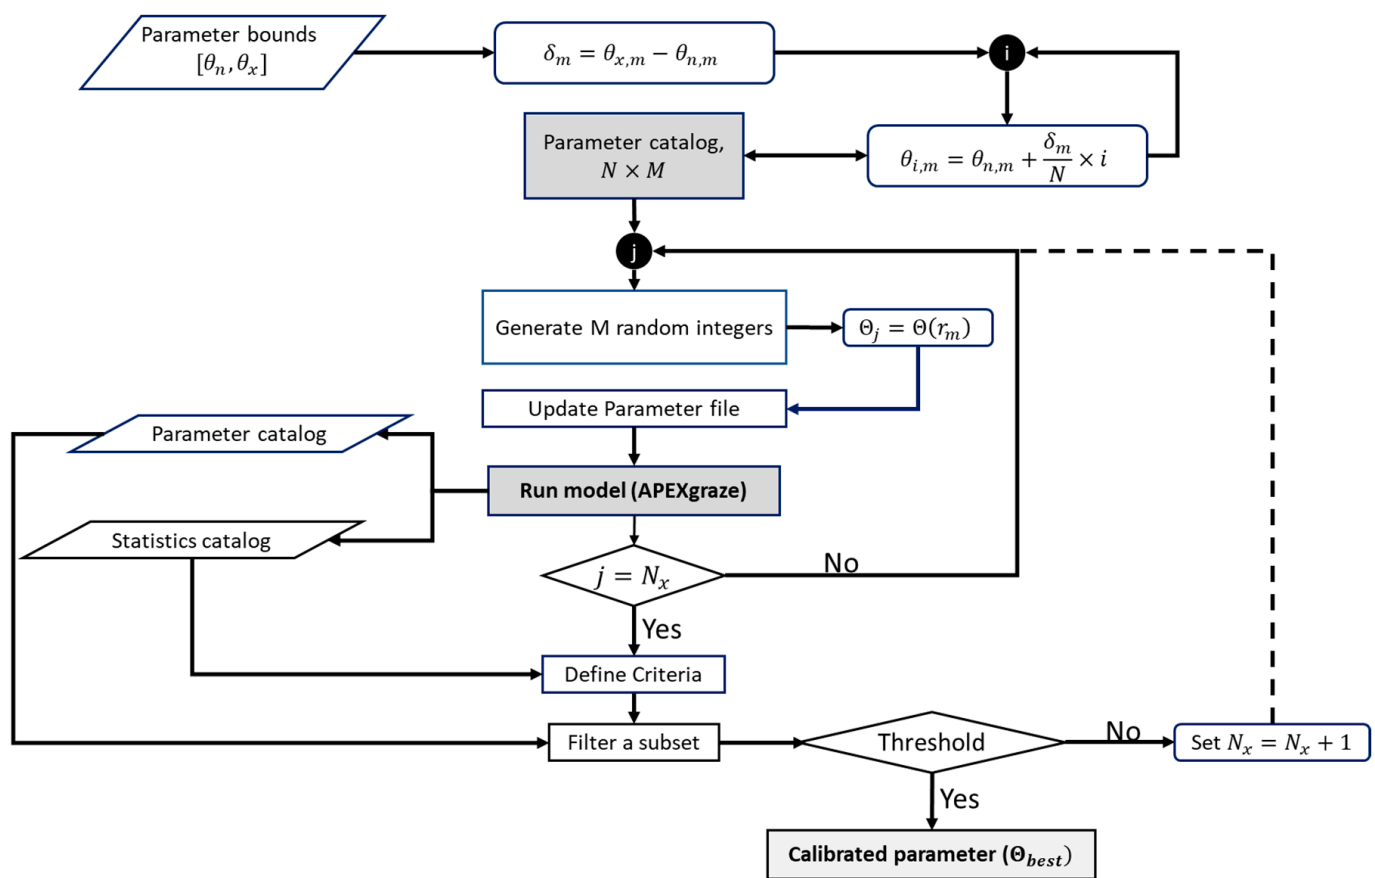 Parameter bounds
[θₙ, θₓ]
δₘ = θₓ,ₘ − θₙ,ₘ
i
Parameter catalog,
N × M
θᵢ,ₘ = θₙ,ₘ + δₘ/N × i
j
Generate M random integers
Θⱼ = Θ(rₘ)
Update Parameter file
Parameter catalog
Run model (APEXgraze)
Statistics catalog
j = Nₓ
No
Yes
Define Criteria
Filter a subset
Threshold
No
Set Nₓ = Nₓ + 1
Yes
Calibrated parameter (Θ_best)